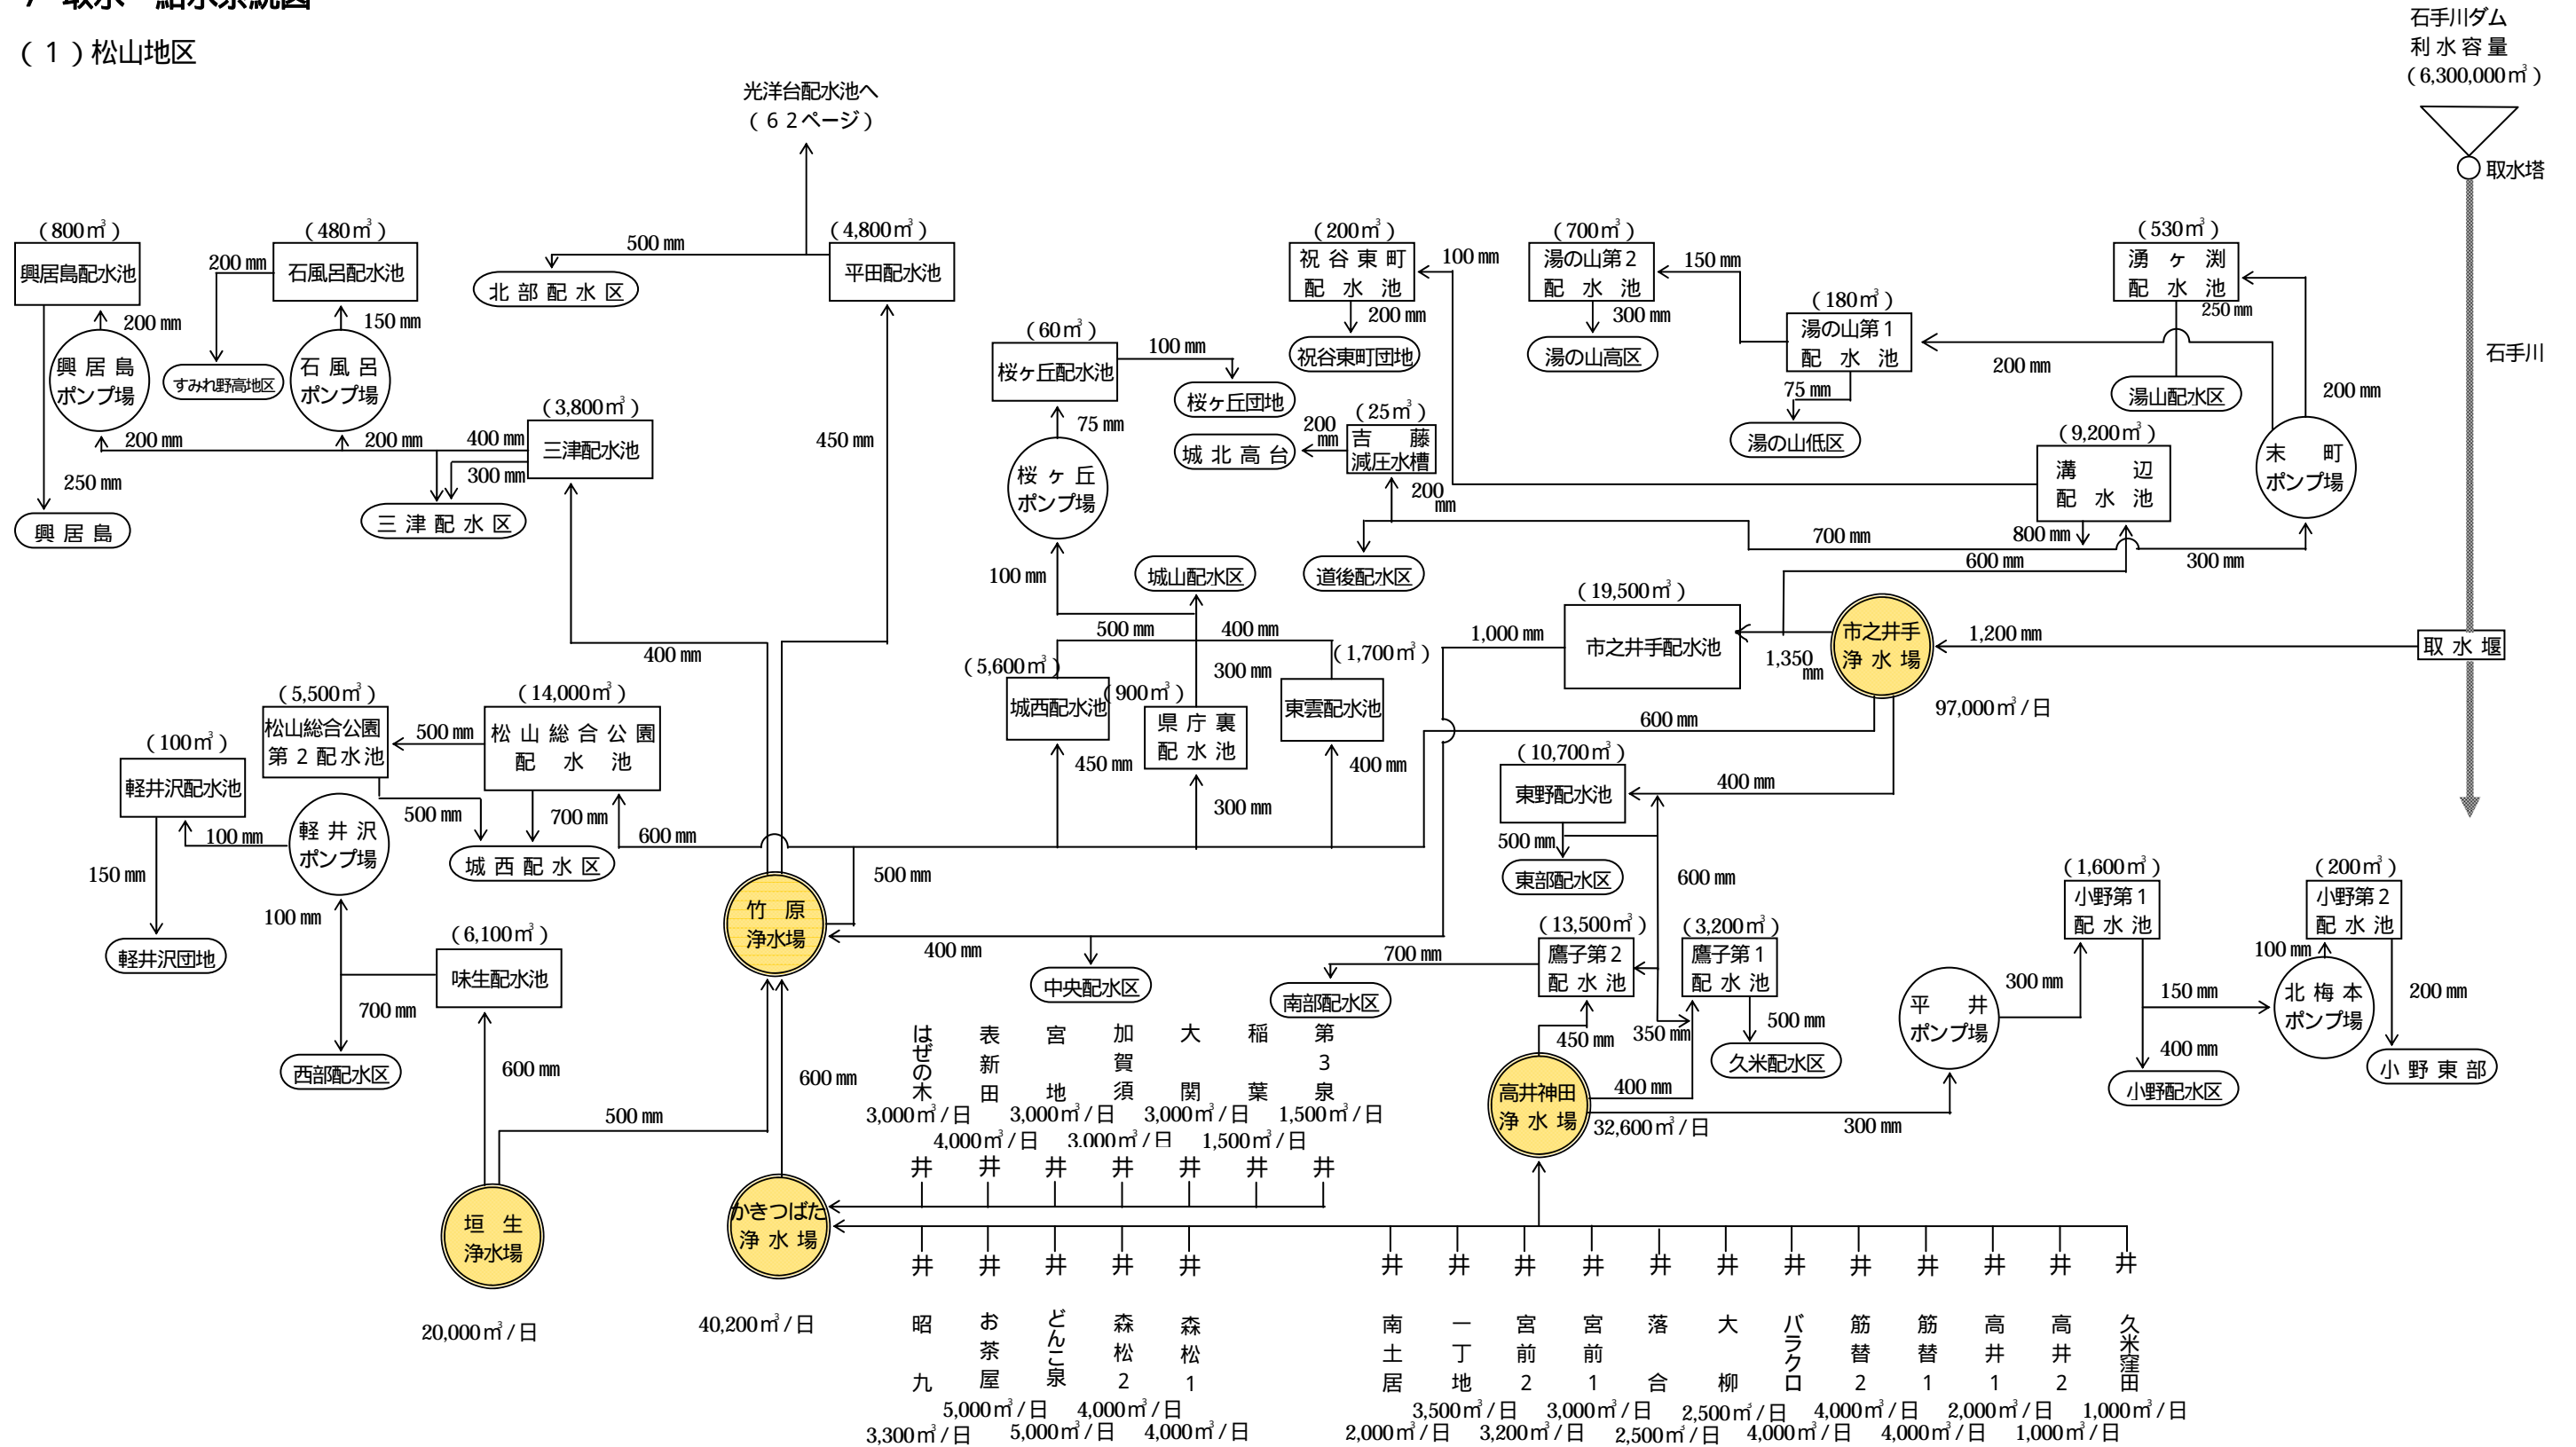 (1)松山地区
石手川ダム
利水容量
(6,300,000㎥)
取水塔
石手川
取水堰
光洋台配水池へ
(62ページ)
(800㎥)
興居島配水池
200㎜
興居島
ポンプ場
200㎜
250㎜
興居島
(480㎥)
石風呂配水池
200㎜
すみれ野高地区
150㎜
石風呂
ポンプ場
200㎜
400㎜
300㎜
(3,800㎥)
三津配水池
三津配水区
500㎜
北部配水区
(4,800㎥)
平田配水池
450㎜
400㎜
(60㎥)
桜ヶ丘配水池
100㎜
桜ヶ丘団地
75㎜
桜ヶ丘
ポンプ場
100㎜
城山配水区
(200㎥)
祝谷東町
配水池
100㎜
200㎜
祝谷東町団地
(25㎥)
吉藤
減圧水槽
200
㎜
城北高台
200
㎜
道後配水区
(700㎥)
湯の山第2
配水池
150㎜
300㎜
湯の山高区
(180㎥)
湯の山第1
配水池
75㎜
湯の山低区
200㎜
(530㎥)
湧ヶ渕
配水池
250㎜
湯山配水区
200㎜
末町
ポンプ場
(9,200㎥)
溝辺
配水池
800㎜
700㎜
600㎜
300㎜
(19,500㎥)
市之井手配水池
1,000㎜
1,350
㎜
市之井手
浄水場
1,200㎜
97,000㎥/日
600㎜
400㎜
500㎜
400㎜
(5,600㎥)
城西配水池
450㎜
300㎜
(900㎥)
県庁裏
配水池
300㎜
(1,700㎥)
東雲配水池
400㎜
(5,500㎥)
松山総合公園
第2配水池
500㎜
500㎜
(14,000㎥)
松山総合公園
配水池
700㎜
600㎜
城西配水区
(100㎥)
軽井沢配水池
100㎜
軽井沢
ポンプ場
150㎜
軽井沢団地
100㎜
(6,100㎥)
味生配水池
700㎜
西部配水区
600㎜
500㎜
竹原
浄水場
500㎜
400㎜
中央配水区
600㎜
(10,700㎥)
東野配水池
500㎜
東部配水区
600㎜
(13,500㎥)
鷹子第2
配水池
700㎜
南部配水区
450㎜
350㎜
(3,200㎥)
鷹子第1
配水池
500㎜
久米配水区
高井神田
浄水場
400㎜
32,600㎥/日
300㎜
平井
ポンプ場
300㎜
(1,600㎥)
小野第1
配水池
150㎜
400㎜
小野配水区
(200㎥)
小野第2
配水池
100㎜
北梅本
ポンプ場
200㎜
小野東部
はぜの木
表新田
宮地
加賀須
大関
稲葉
第3泉
3,000㎥/日
3,000㎥/日
3,000㎥/日
1,500㎥/日
4,000㎥/日
3,000㎥/日
1,500㎥/日
井 井 井 井 井 井 井
垣生
浄水場
20,000㎥/日
かきつばた
浄水場
40,200㎥/日
井 井 井 井 井 井 井 井 井 井 井 井 井 井 井 井 井
昭九
お茶屋
どんこ泉
森松2
森松1
南土居
一丁地
宮前2
宮前1
落合
大柳
バラクロ
筋替2
筋替1
高井1
高井2
久米窪田
5,000㎥/日
4,000㎥/日
3,500㎥/日
3,000㎥/日
2,500㎥/日
4,000㎥/日
2,000㎥/日
1,000㎥/日
3,300㎥/日
5,000㎥/日
4,000㎥/日
2,000㎥/日
3,200㎥/日
2,500㎥/日
4,000㎥/日
4,000㎥/日
1,000㎥/日